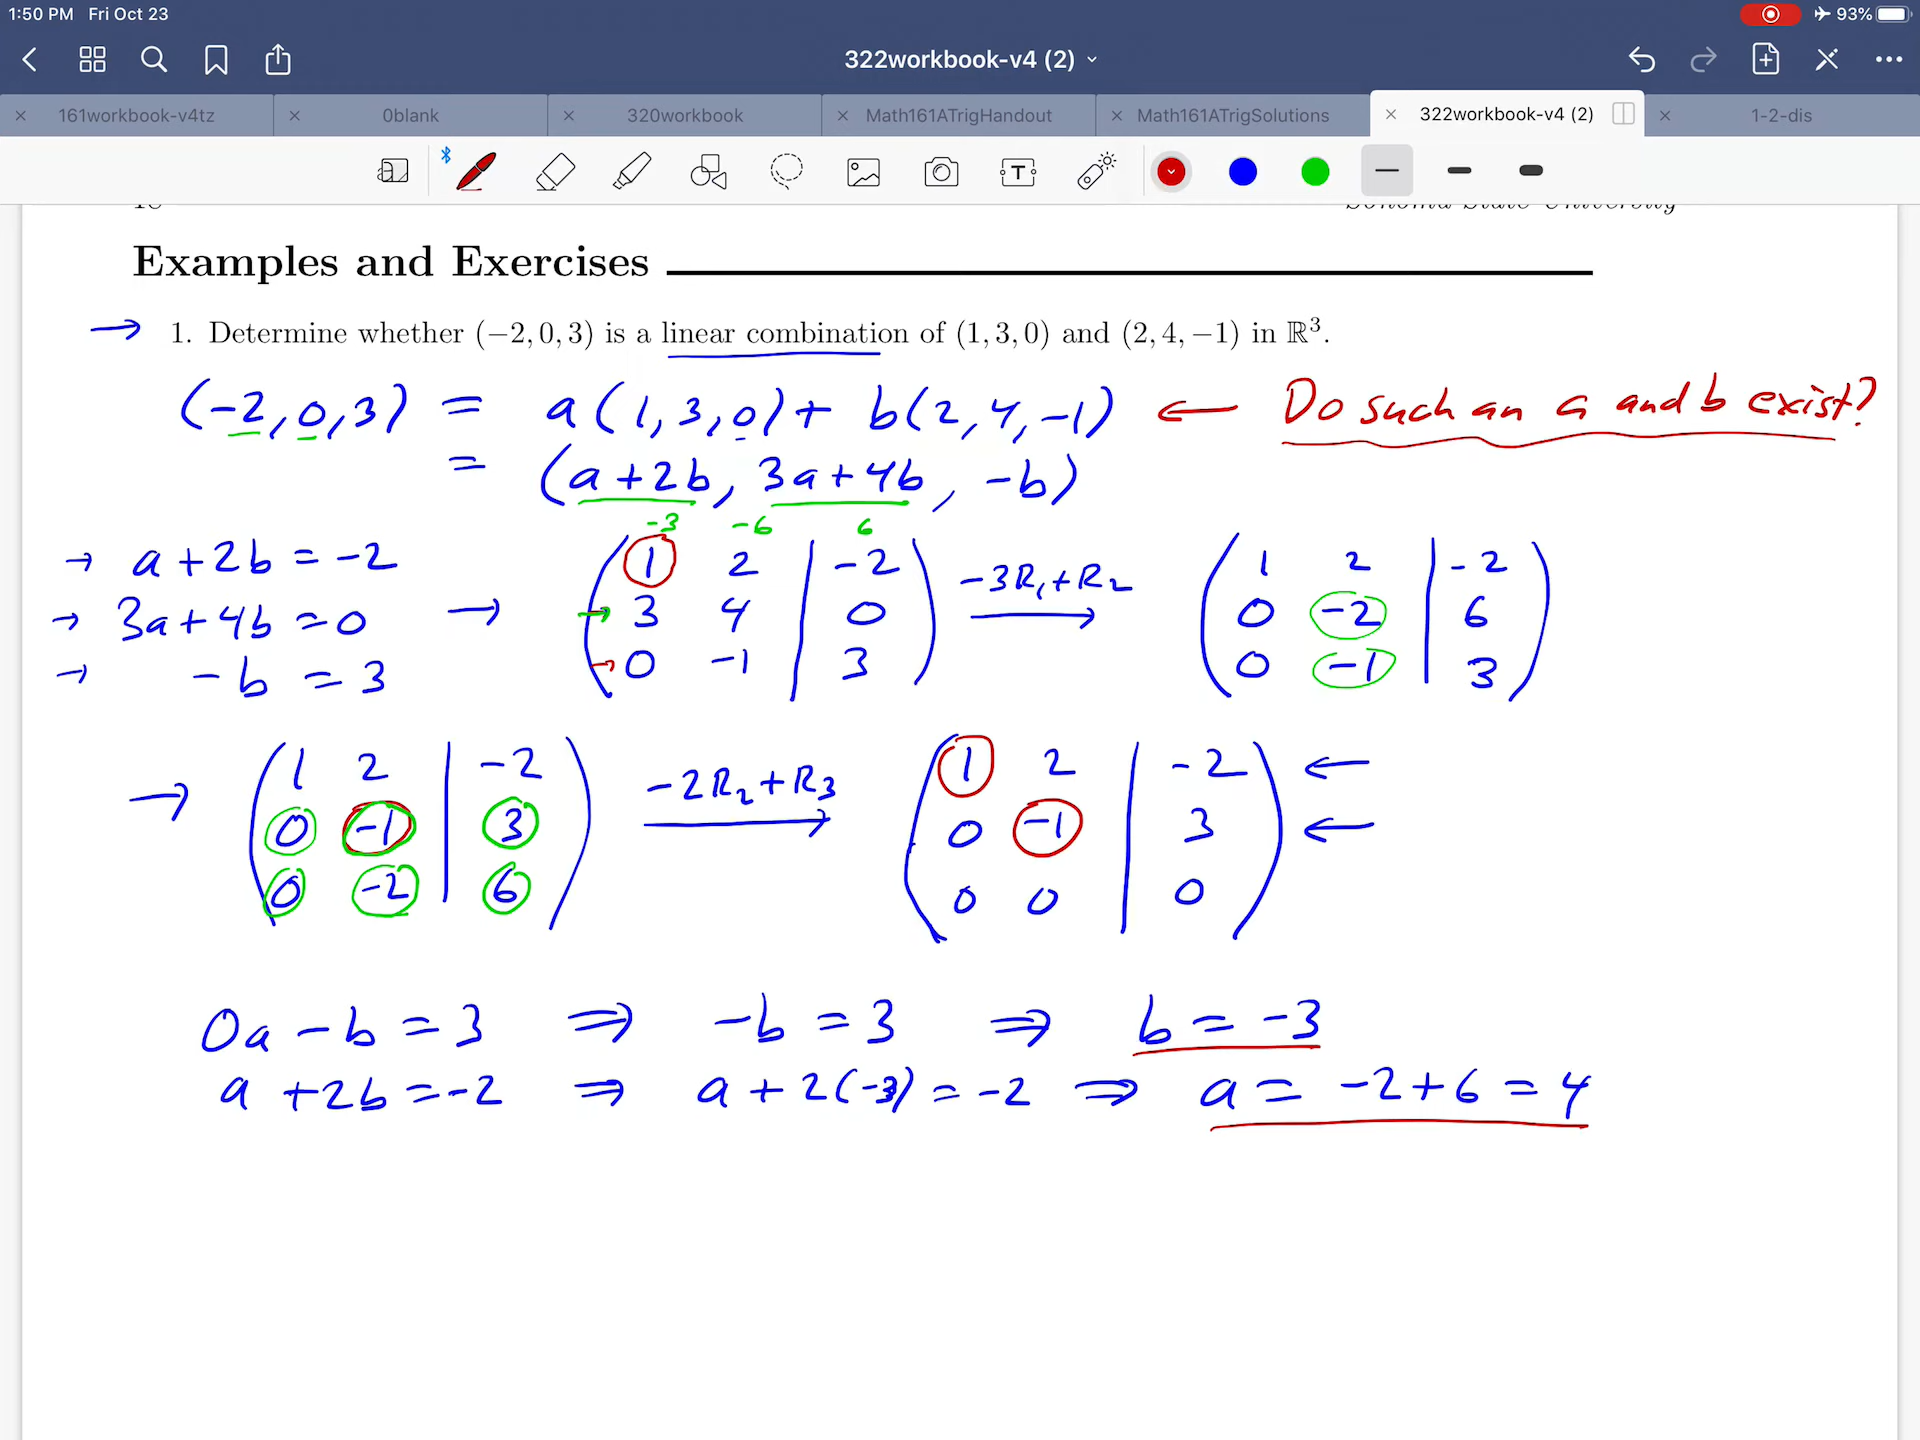 1:50 PM Fri Oct 23 93%
322workbook-v4 (2)
161workbook-v4tz 0blank 320workbook Math161ATrigHandout Math161ATrigSolutions 322workbook-v4 (2) 1-2-dis
Sonoma State University
Examples and Exercises
→ 1. Determine whether (−2, 0, 3) is a linear combination of (1, 3, 0) and (2, 4, −1) in ℝ³.
(-2, 0, 3) = a(1, 3, 0) + b(2, 4, -1) ← Do such an a and b exist?
= (a+2b, 3a+4b, -b)
-3 -6 6
→ a+2b = -2
→ 3a+4b = 0
→ -b = 3
→ ( 1 2 | -2
3 4 | 0
0 -1 | 3 )
-3R₁+R₂ →
( 1 2 | -2
0 -2 | 6
0 -1 | 3 )
→ ( 1 2 | -2
0 -1 | 3
0 -2 | 6 )
-2R₂+R₃ →
( 1 2 | -2 ←
0 -1 | 3 ←
0 0 | 0 )
0a - b = 3 ⇒ -b = 3 ⇒ b = -3
a + 2b = -2 ⇒ a + 2(-3) = -2 ⇒ a = -2+6 = 4